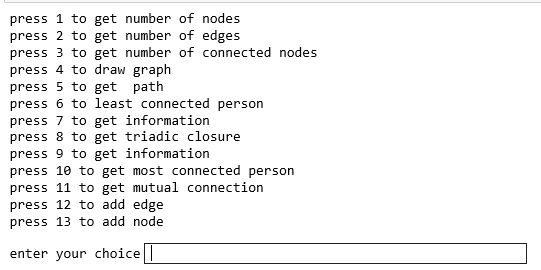 press 1 to get number of nodes
press 2 to get number of edges
press 3 to get number of connected nodes
press 4 to draw graph
press 5 to get  path
press 6 to least connected person
press 7 to get information
press 8 to get triadic closure
press 9 to get information
press 10 to get most connected person
press 11 to get mutual connection
press 12 to add edge
press 13 to add node
enter your choice